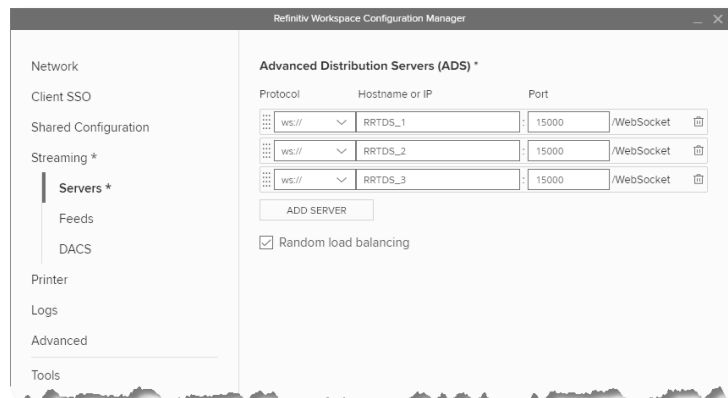 Refinitiv Workspace Configuration Manager
Network
Client SSO
Shared Configuration
Streaming *
Servers *
Feeds
DACS
Printer
Logs
Advanced
Tools
Advanced Distribution Servers (ADS) *
Protocol Hostname or IP Port
ws:// RRTDS_1 : 15000 /WebSocket
ws:// RRTDS_2 : 15000 /WebSocket
ws:// RRTDS_3 : 15000 /WebSocket
ADD SERVER
Random load balancing